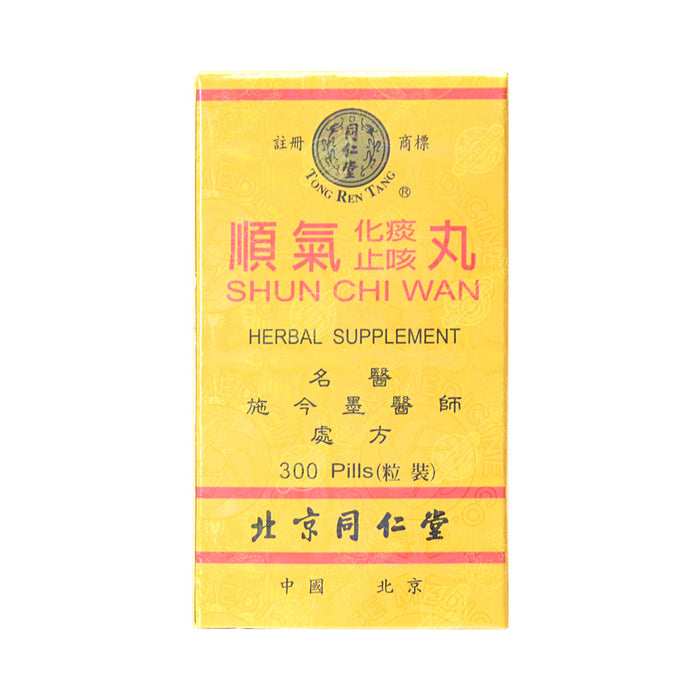 註冊 同仁堂 商標
TONG REN TANG ®
順氣化痰止咳丸
SHUN CHI WAN
HERBAL SUPPLEMENT
名醫
施今墨醫師
處方
300 Pills(粒裝)
北京同仁堂
中國 北京